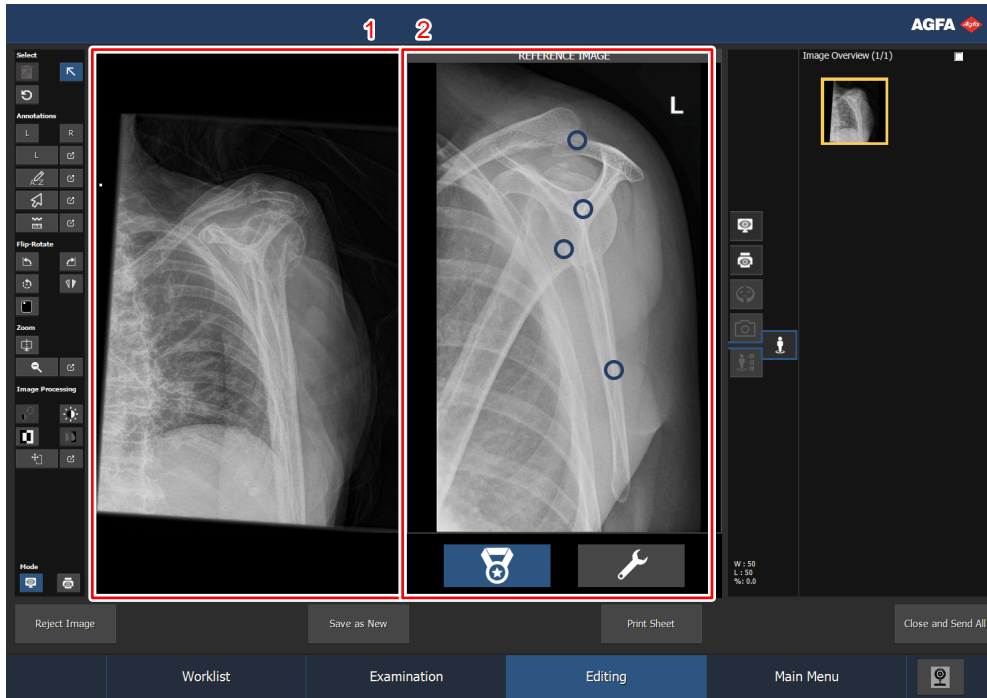 1 2
AGFA Agfa
Select
REFERENCE IMAGE
Image Overview (1/1)
L
Annotations
L R
L
A-Z
Flip-Rotate
Zoom
Image Processing
Mode
W : 50
L : 50
%: 0.0
Reject Image Save as New Print Sheet Close and Send All
Worklist Examination Editing Main Menu